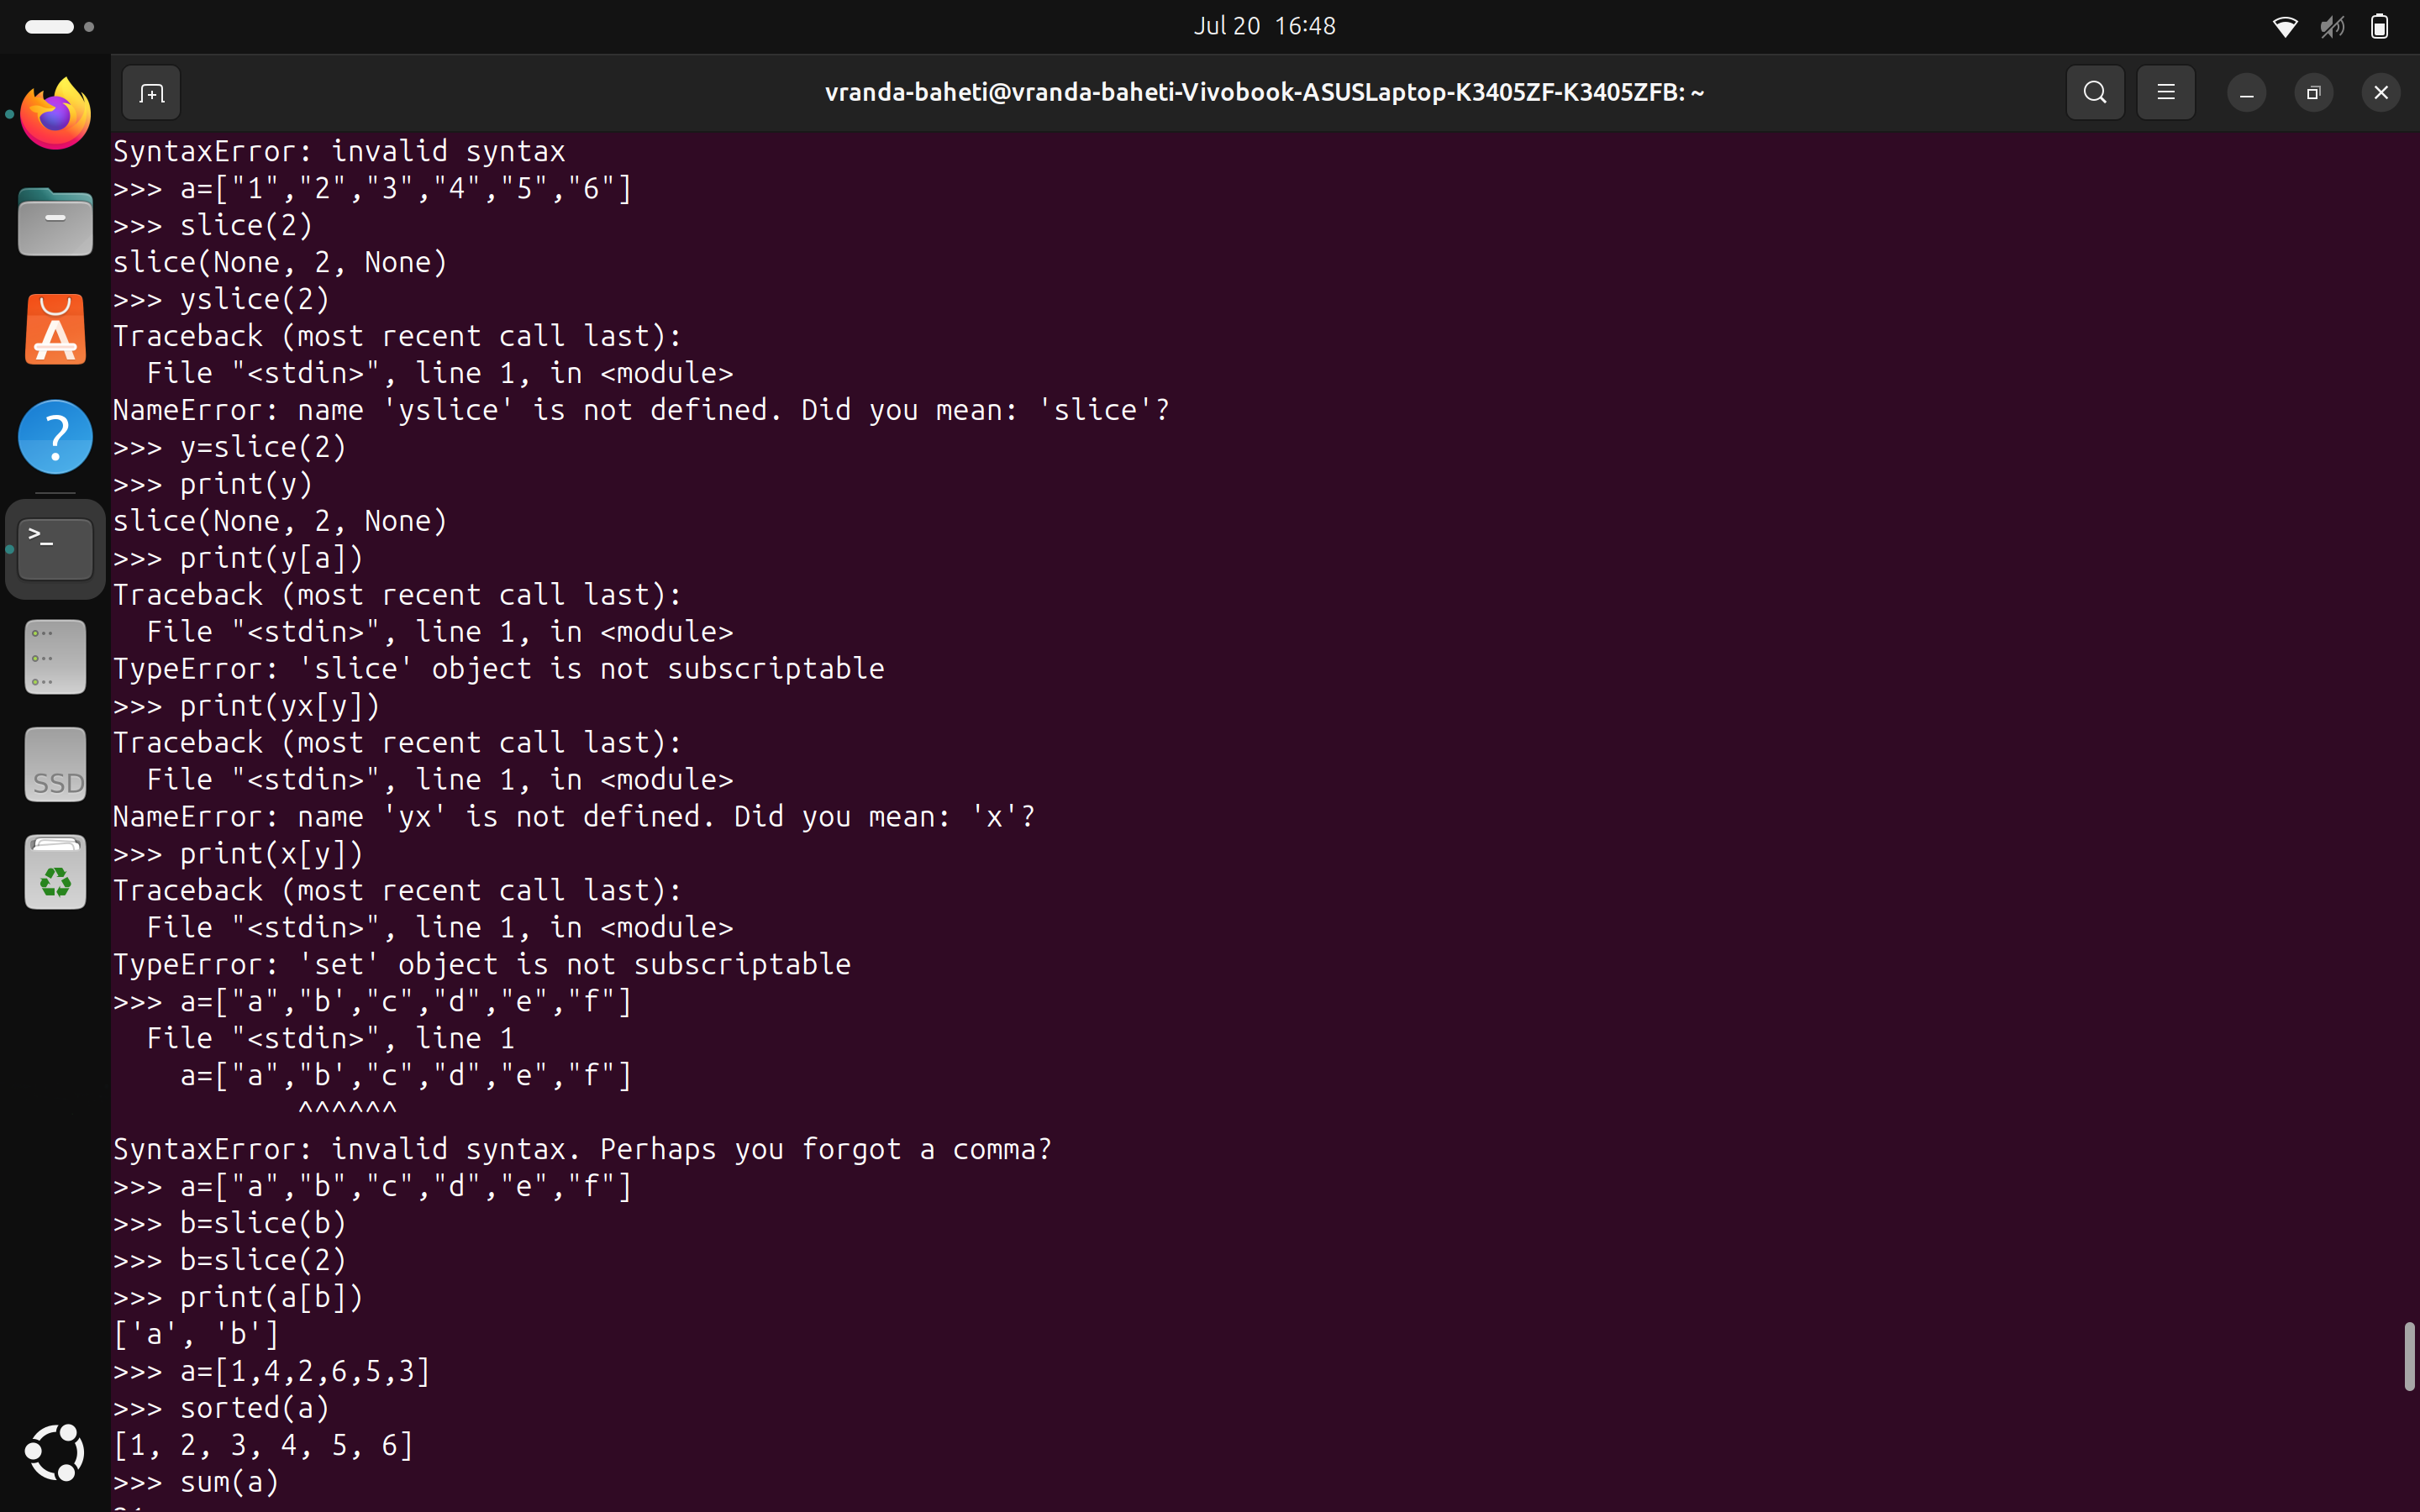 Jul 20 16:48
vranda-baheti@vranda-baheti-Vivobook-ASUSLaptop-K3405ZF-K3405ZFB: ~
SyntaxError: invalid syntax
>>> a=["1","2","3","4","5","6"]
>>> slice(2)
slice(None, 2, None)
>>> yslice(2)
Traceback (most recent call last):
  File "<stdin>", line 1, in <module>
NameError: name 'yslice' is not defined. Did you mean: 'slice'?
>>> y=slice(2)
>>> print(y)
slice(None, 2, None)
>>> print(y[a])
Traceback (most recent call last):
  File "<stdin>", line 1, in <module>
TypeError: 'slice' object is not subscriptable
>>> print(yx[y])
Traceback (most recent call last):
  File "<stdin>", line 1, in <module>
NameError: name 'yx' is not defined. Did you mean: 'x'?
>>> print(x[y])
Traceback (most recent call last):
  File "<stdin>", line 1, in <module>
TypeError: 'set' object is not subscriptable
>>> a=["a","b',"c","d","e","f"]
  File "<stdin>", line 1
    a=["a","b',"c","d","e","f"]
           ^^^^^^
SyntaxError: invalid syntax. Perhaps you forgot a comma?
>>> a=["a","b","c","d","e","f"]
>>> b=slice(b)
>>> b=slice(2)
>>> print(a[b])
['a', 'b']
>>> a=[1,4,2,6,5,3]
>>> sorted(a)
[1, 2, 3, 4, 5, 6]
>>> sum(a)
A
?
>_
SSD